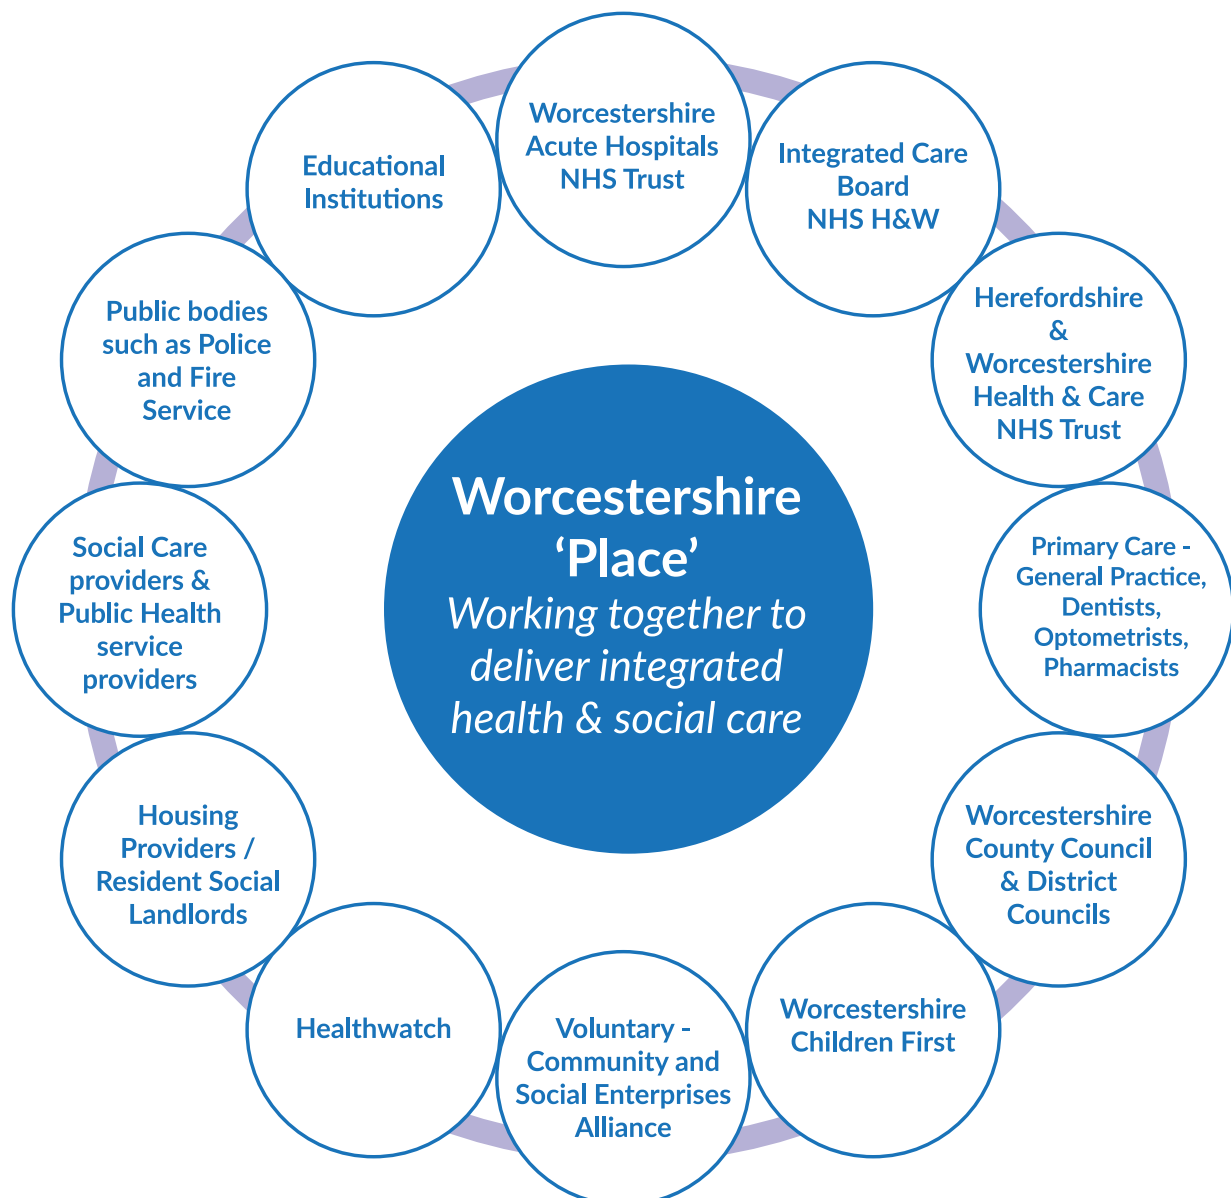 Worcestershire
Acute Hospitals
NHS Trust
Integrated Care
Board
NHS H&W
Herefordshire
&
Worcestershire
Health & Care
NHS Trust
Primary Care -
General Practice,
Dentists,
Optometrists,
Pharmacists
Worcestershire
County Council
& District
Councils
Worcestershire
Children First
Voluntary -
Community and
Social Enterprises
Alliance
Healthwatch
Housing
Providers /
Resident Social
Landlords
Social Care
providers &
Public Health
service
providers
Public bodies
such as Police
and Fire
Service
Educational
Institutions
Worcestershire
‘Place’
Working together to
deliver integrated
health & social care